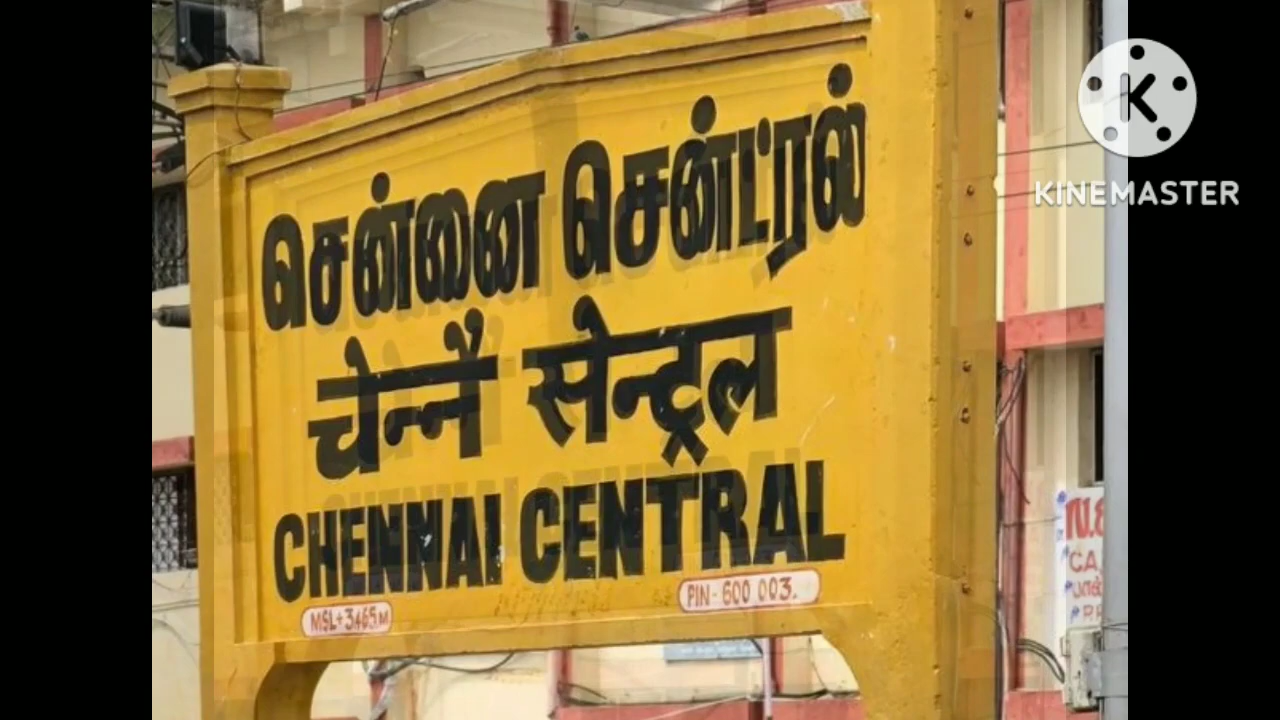 சென்னை சென்ட்ரல்
चेन्नै सेन्ट्रल
CHENNAI CENTRAL
MSL+3.465M
PIN-600 003.
KINEMASTER